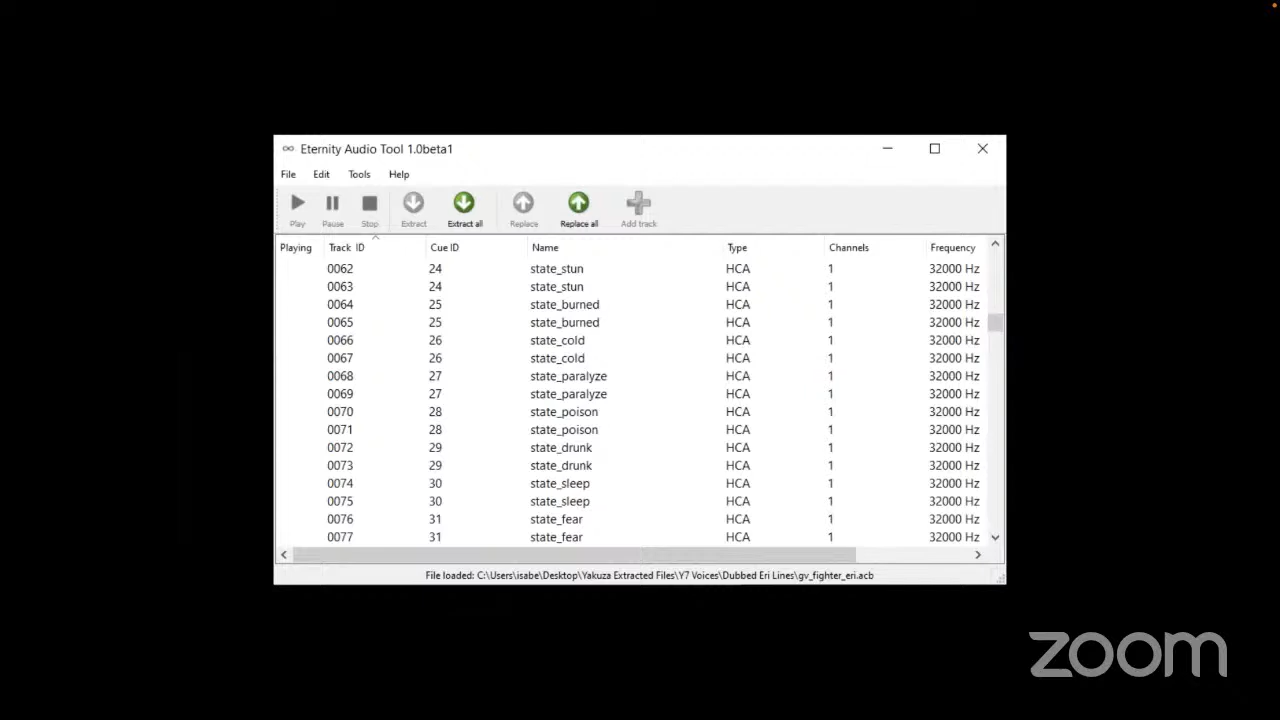 Eternity Audio Tool 1.0beta1
File Edit Tools Help
Play Pause Stop Extract Extract all Replace Replace all Add track
Playing Track ID Cue ID Name Type Channels Frequency
0062 24 state_stun HCA 1 32000 Hz
0063 24 state_stun HCA 1 32000 Hz
0064 25 state_burned HCA 1 32000 Hz
0065 25 state_burned HCA 1 32000 Hz
0066 26 state_cold HCA 1 32000 Hz
0067 26 state_cold HCA 1 32000 Hz
0068 27 state_paralyze HCA 1 32000 Hz
0069 27 state_paralyze HCA 1 32000 Hz
0070 28 state_poison HCA 1 32000 Hz
0071 28 state_poison HCA 1 32000 Hz
0072 29 state_drunk HCA 1 32000 Hz
0073 29 state_drunk HCA 1 32000 Hz
0074 30 state_sleep HCA 1 32000 Hz
0075 30 state_sleep HCA 1 32000 Hz
0076 31 state_fear HCA 1 32000 Hz
0077 31 state_fear HCA 1 32000 Hz
File loaded: C:\Users\isabe\Desktop\Yakuza Extracted Files\Y7 Voices\Dubbed Eri Lines\gv_fighter_eri.acb
zoom